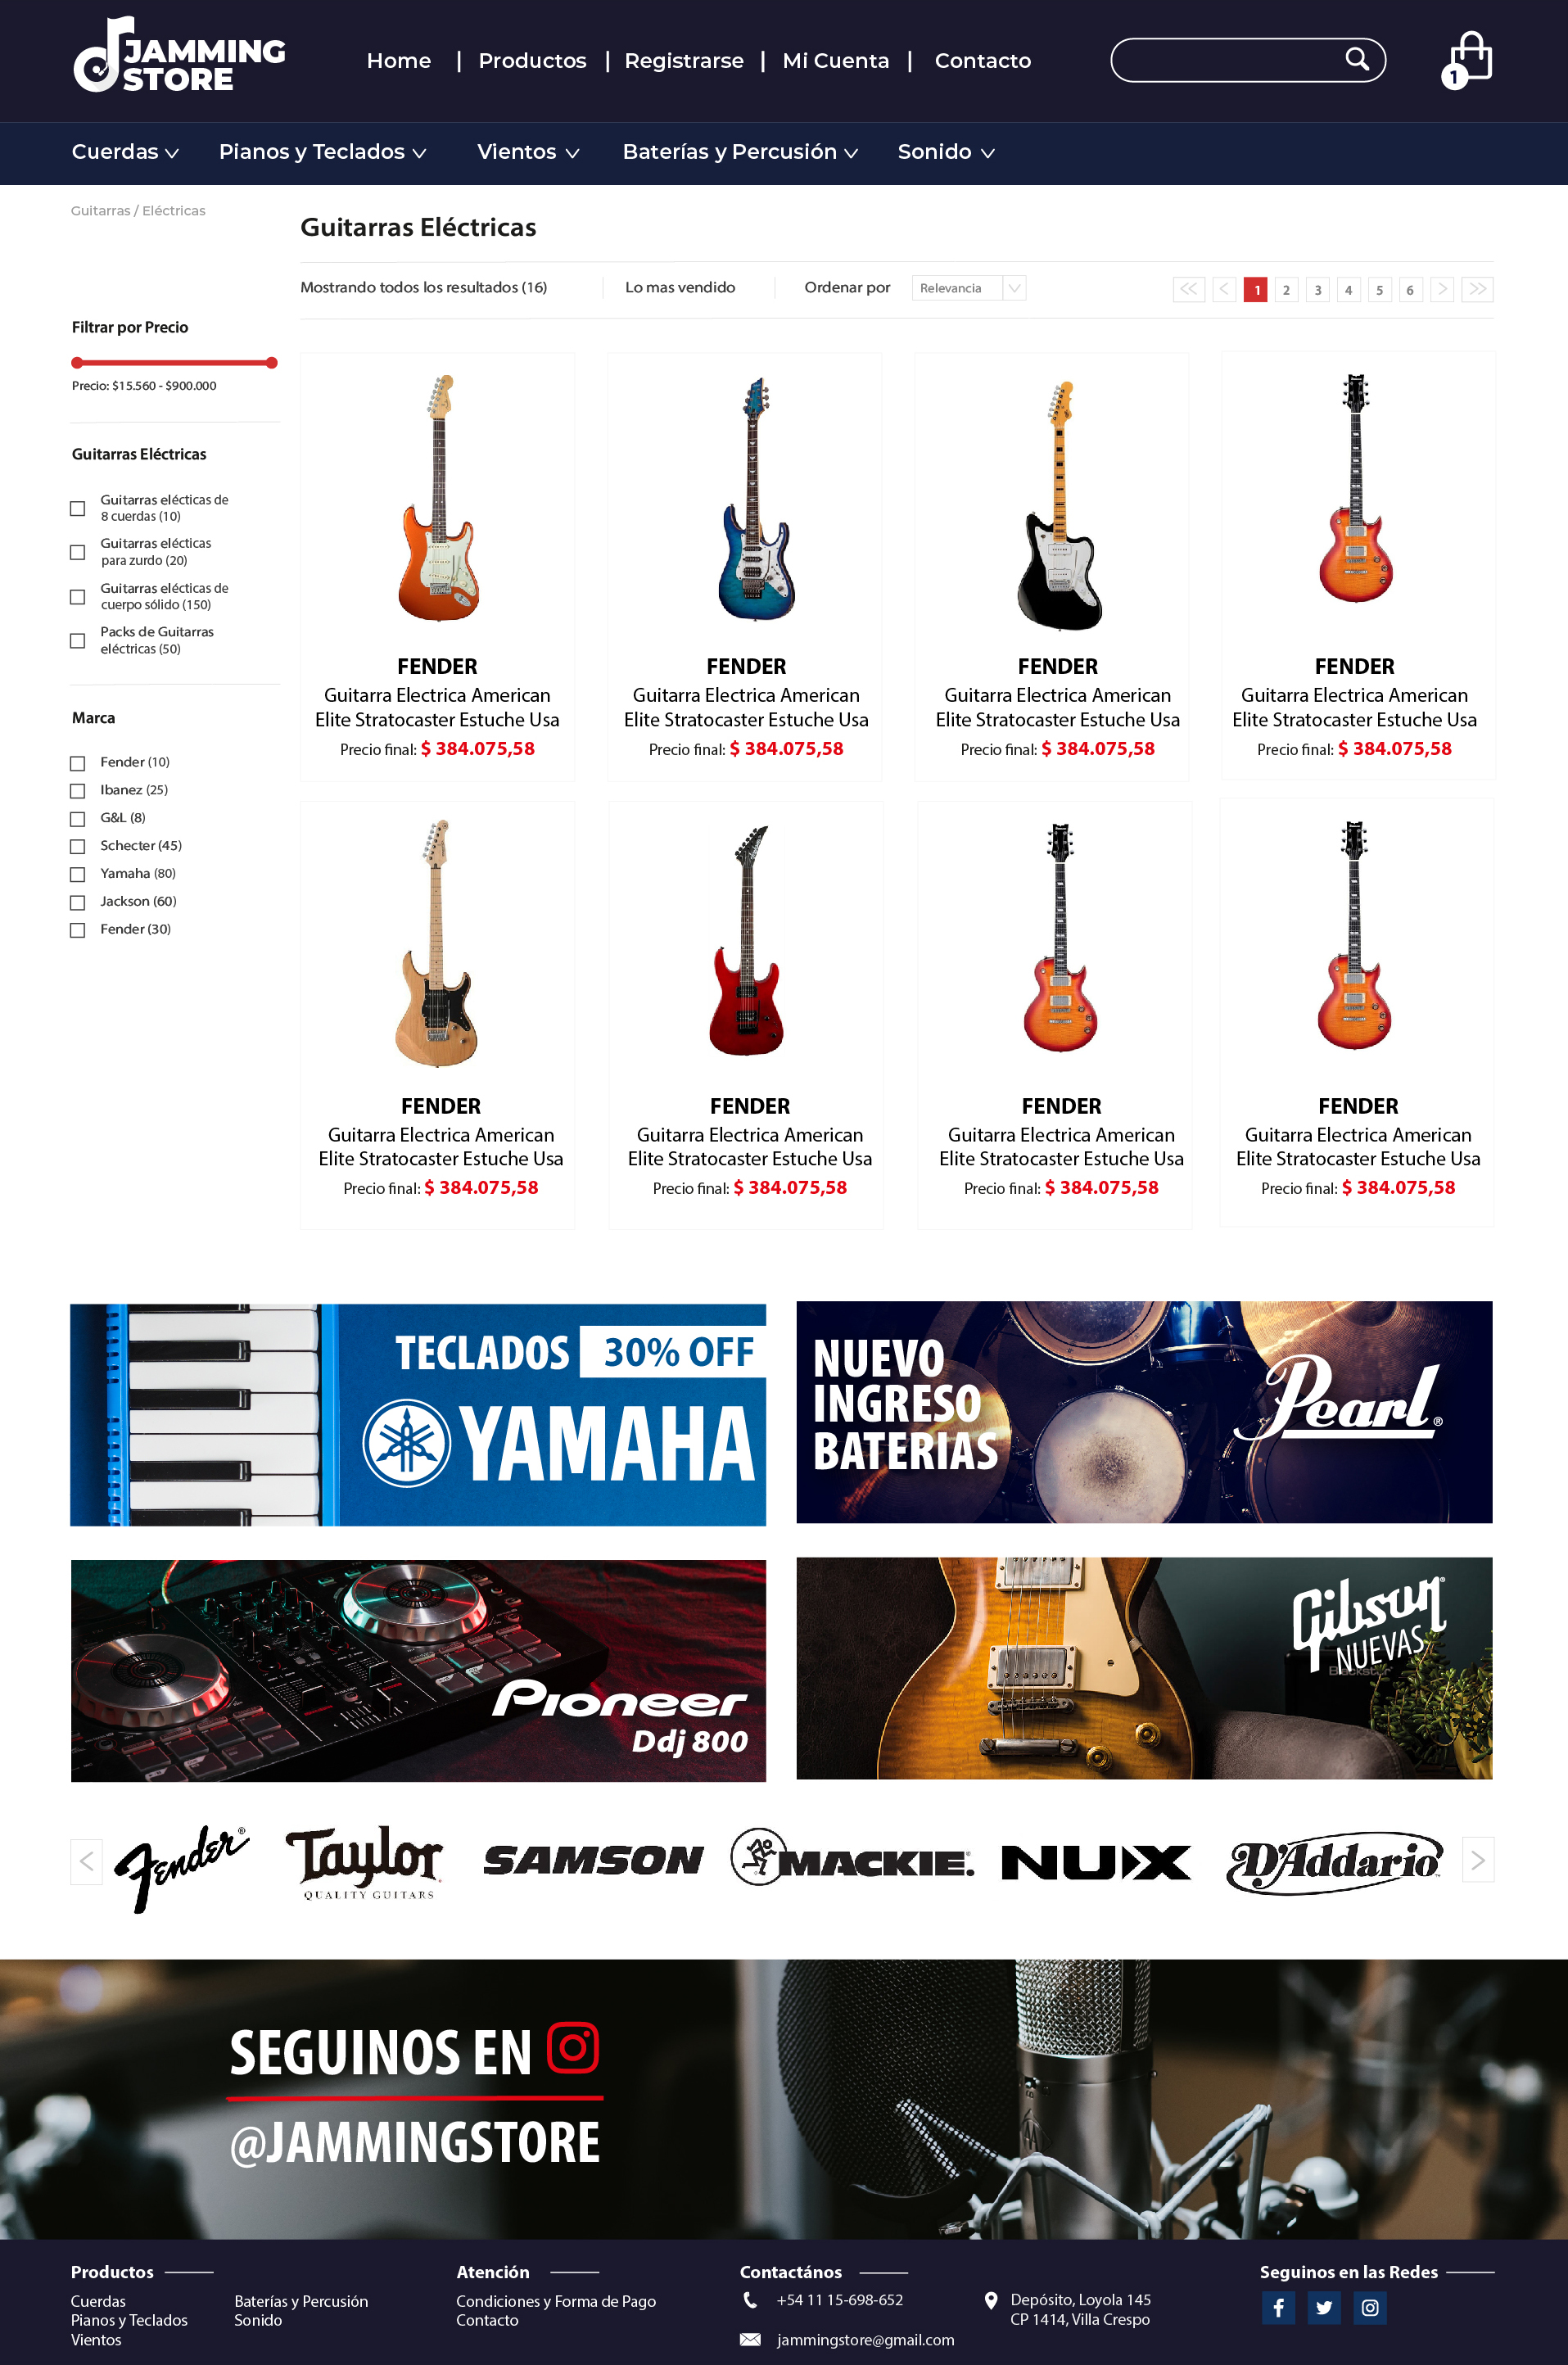 JAMMING
STORE
Home | Productos | Registrarse | Mi Cuenta | Contacto
1
Cuerdas
Pianos y Teclados
Vientos
Baterías y Percusión
Sonido
Guitarras / Eléctricas
Guitarras Eléctricas
Mostrando todos los resultados (16)
Lo mas vendido
Ordenar por
Relevancia
<< < 1 2 3 4 5 6 > >>
Filtrar por Precio
Precio: $15.560 - $900.000
Guitarras Eléctricas
Guitarras elécticas de
8 cuerdas (10)
Guitarras elécticas
para zurdo (20)
Guitarras elécticas de
cuerpo sólido (150)
Packs de Guitarras
eléctricas (50)
Marca
Fender (10)
Ibanez (25)
G&L (8)
Schecter (45)
Yamaha (80)
Jackson (60)
Fender (30)
FENDER
Guitarra Electrica American
Elite Stratocaster Estuche Usa
Precio final: $ 384.075,58
FENDER
Guitarra Electrica American
Elite Stratocaster Estuche Usa
Precio final: $ 384.075,58
FENDER
Guitarra Electrica American
Elite Stratocaster Estuche Usa
Precio final: $ 384.075,58
FENDER
Guitarra Electrica American
Elite Stratocaster Estuche Usa
Precio final: $ 384.075,58
FENDER
Guitarra Electrica American
Elite Stratocaster Estuche Usa
Precio final: $ 384.075,58
FENDER
Guitarra Electrica American
Elite Stratocaster Estuche Usa
Precio final: $ 384.075,58
FENDER
Guitarra Electrica American
Elite Stratocaster Estuche Usa
Precio final: $ 384.075,58
FENDER
Guitarra Electrica American
Elite Stratocaster Estuche Usa
Precio final: $ 384.075,58
TECLADOS 30% OFF
YAMAHA
NUEVO
INGRESO
BATERIAS
Pearl®
Pioneer
Ddj 800
Gibson®
NUEVAS
Fender®
Taylor
QUALITY GUITARS
SAMSON
MACKIE®
NUX
D'Addario
SEGUINOS EN
@JAMMINGSTORE
Productos
Cuerdas
Pianos y Teclados
Vientos
Baterías y Percusión
Sonido
Atención
Condiciones y Forma de Pago
Contacto
Contactános
+54 11 15-698-652
jammingstore@gmail.com
Depósito, Loyola 145
CP 1414, Villa Crespo
Seguinos en las Redes